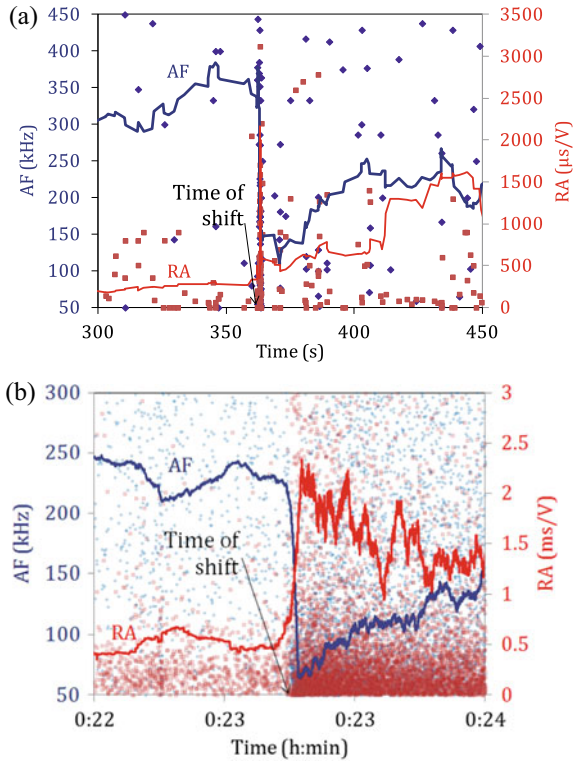 (a)
450
400
350
300
250
200
150
100
50
AF (kHz)
AF
RA
Time of
shift
3500
3000
2500
2000
1500
1000
500
0
RA (µs/V)
300
350
400
450
Time (s)
(b)
300
250
200
150
100
50
AF (kHz)
AF
RA
Time of
shift
3
2.5
2
1.5
1
0.5
0
RA (ms/V)
0:22
0:23
0:23
0:24
Time (h:min)